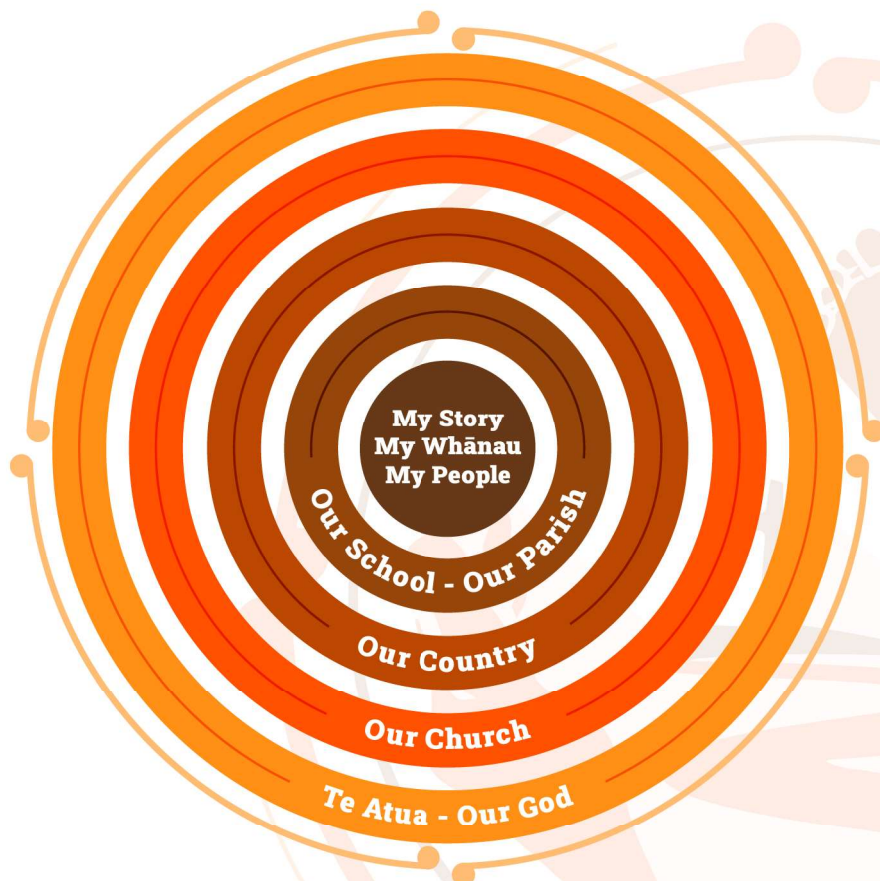 My Story
My Whānau
My People
Our School - Our Parish
Our Country
Our Church
Te Atua - Our God